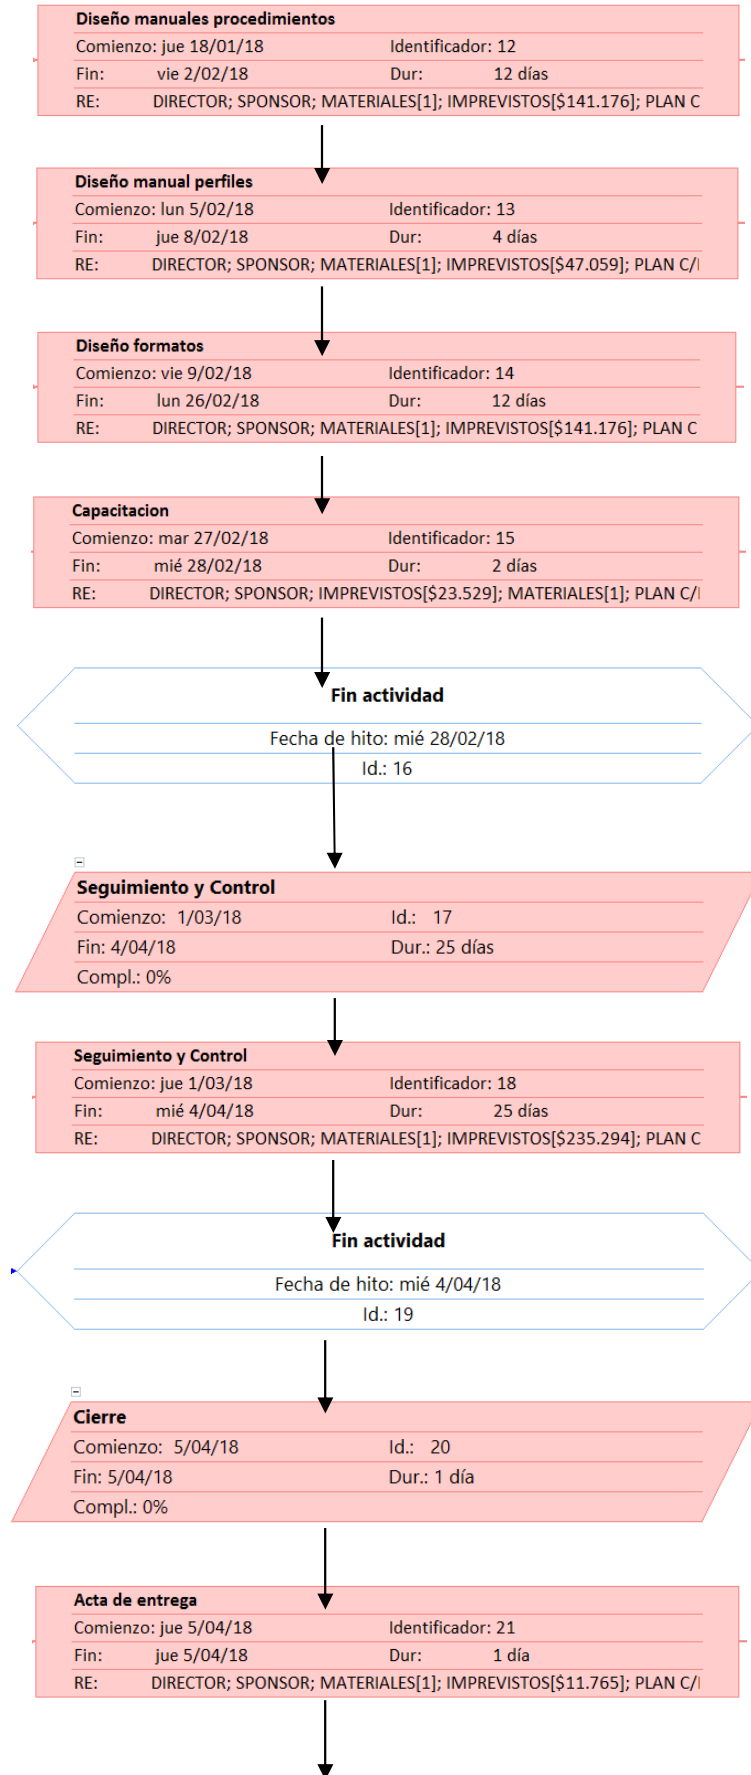 Diseño manuales procedimientos
Comienzo: jue 18/01/18 Identificador: 12
Fin: vie 2/02/18 Dur: 12 días
RE: DIRECTOR; SPONSOR; MATERIALES[1]; IMPREVISTOS[$141.176]; PLAN C
Diseño manual perfiles
Comienzo: lun 5/02/18 Identificador: 13
Fin: jue 8/02/18 Dur: 4 días
RE: DIRECTOR; SPONSOR; MATERIALES[1]; IMPREVISTOS[$47.059]; PLAN C/
Diseño formatos
Comienzo: vie 9/02/18 Identificador: 14
Fin: lun 26/02/18 Dur: 12 días
RE: DIRECTOR; SPONSOR; MATERIALES[1]; IMPREVISTOS[$141.176]; PLAN C
Capacitacion
Comienzo: mar 27/02/18 Identificador: 15
Fin: mié 28/02/18 Dur: 2 días
RE: DIRECTOR; SPONSOR; IMPREVISTOS[$23.529]; MATERIALES[1]; PLAN C/
Fin actividad
Fecha de hito: mié 28/02/18
Id.: 16
Seguimiento y Control
Comienzo: 1/03/18 Id.: 17
Fin: 4/04/18 Dur.: 25 días
Compl.: 0%
Seguimiento y Control
Comienzo: jue 1/03/18 Identificador: 18
Fin: mié 4/04/18 Dur: 25 días
RE: DIRECTOR; SPONSOR; MATERIALES[1]; IMPREVISTOS[$235.294]; PLAN C
Fin actividad
Fecha de hito: mié 4/04/18
Id.: 19
Cierre
Comienzo: 5/04/18 Id.: 20
Fin: 5/04/18 Dur.: 1 día
Compl.: 0%
Acta de entrega
Comienzo: jue 5/04/18 Identificador: 21
Fin: jue 5/04/18 Dur: 1 día
RE: DIRECTOR; SPONSOR; MATERIALES[1]; IMPREVISTOS[$11.765]; PLAN C/